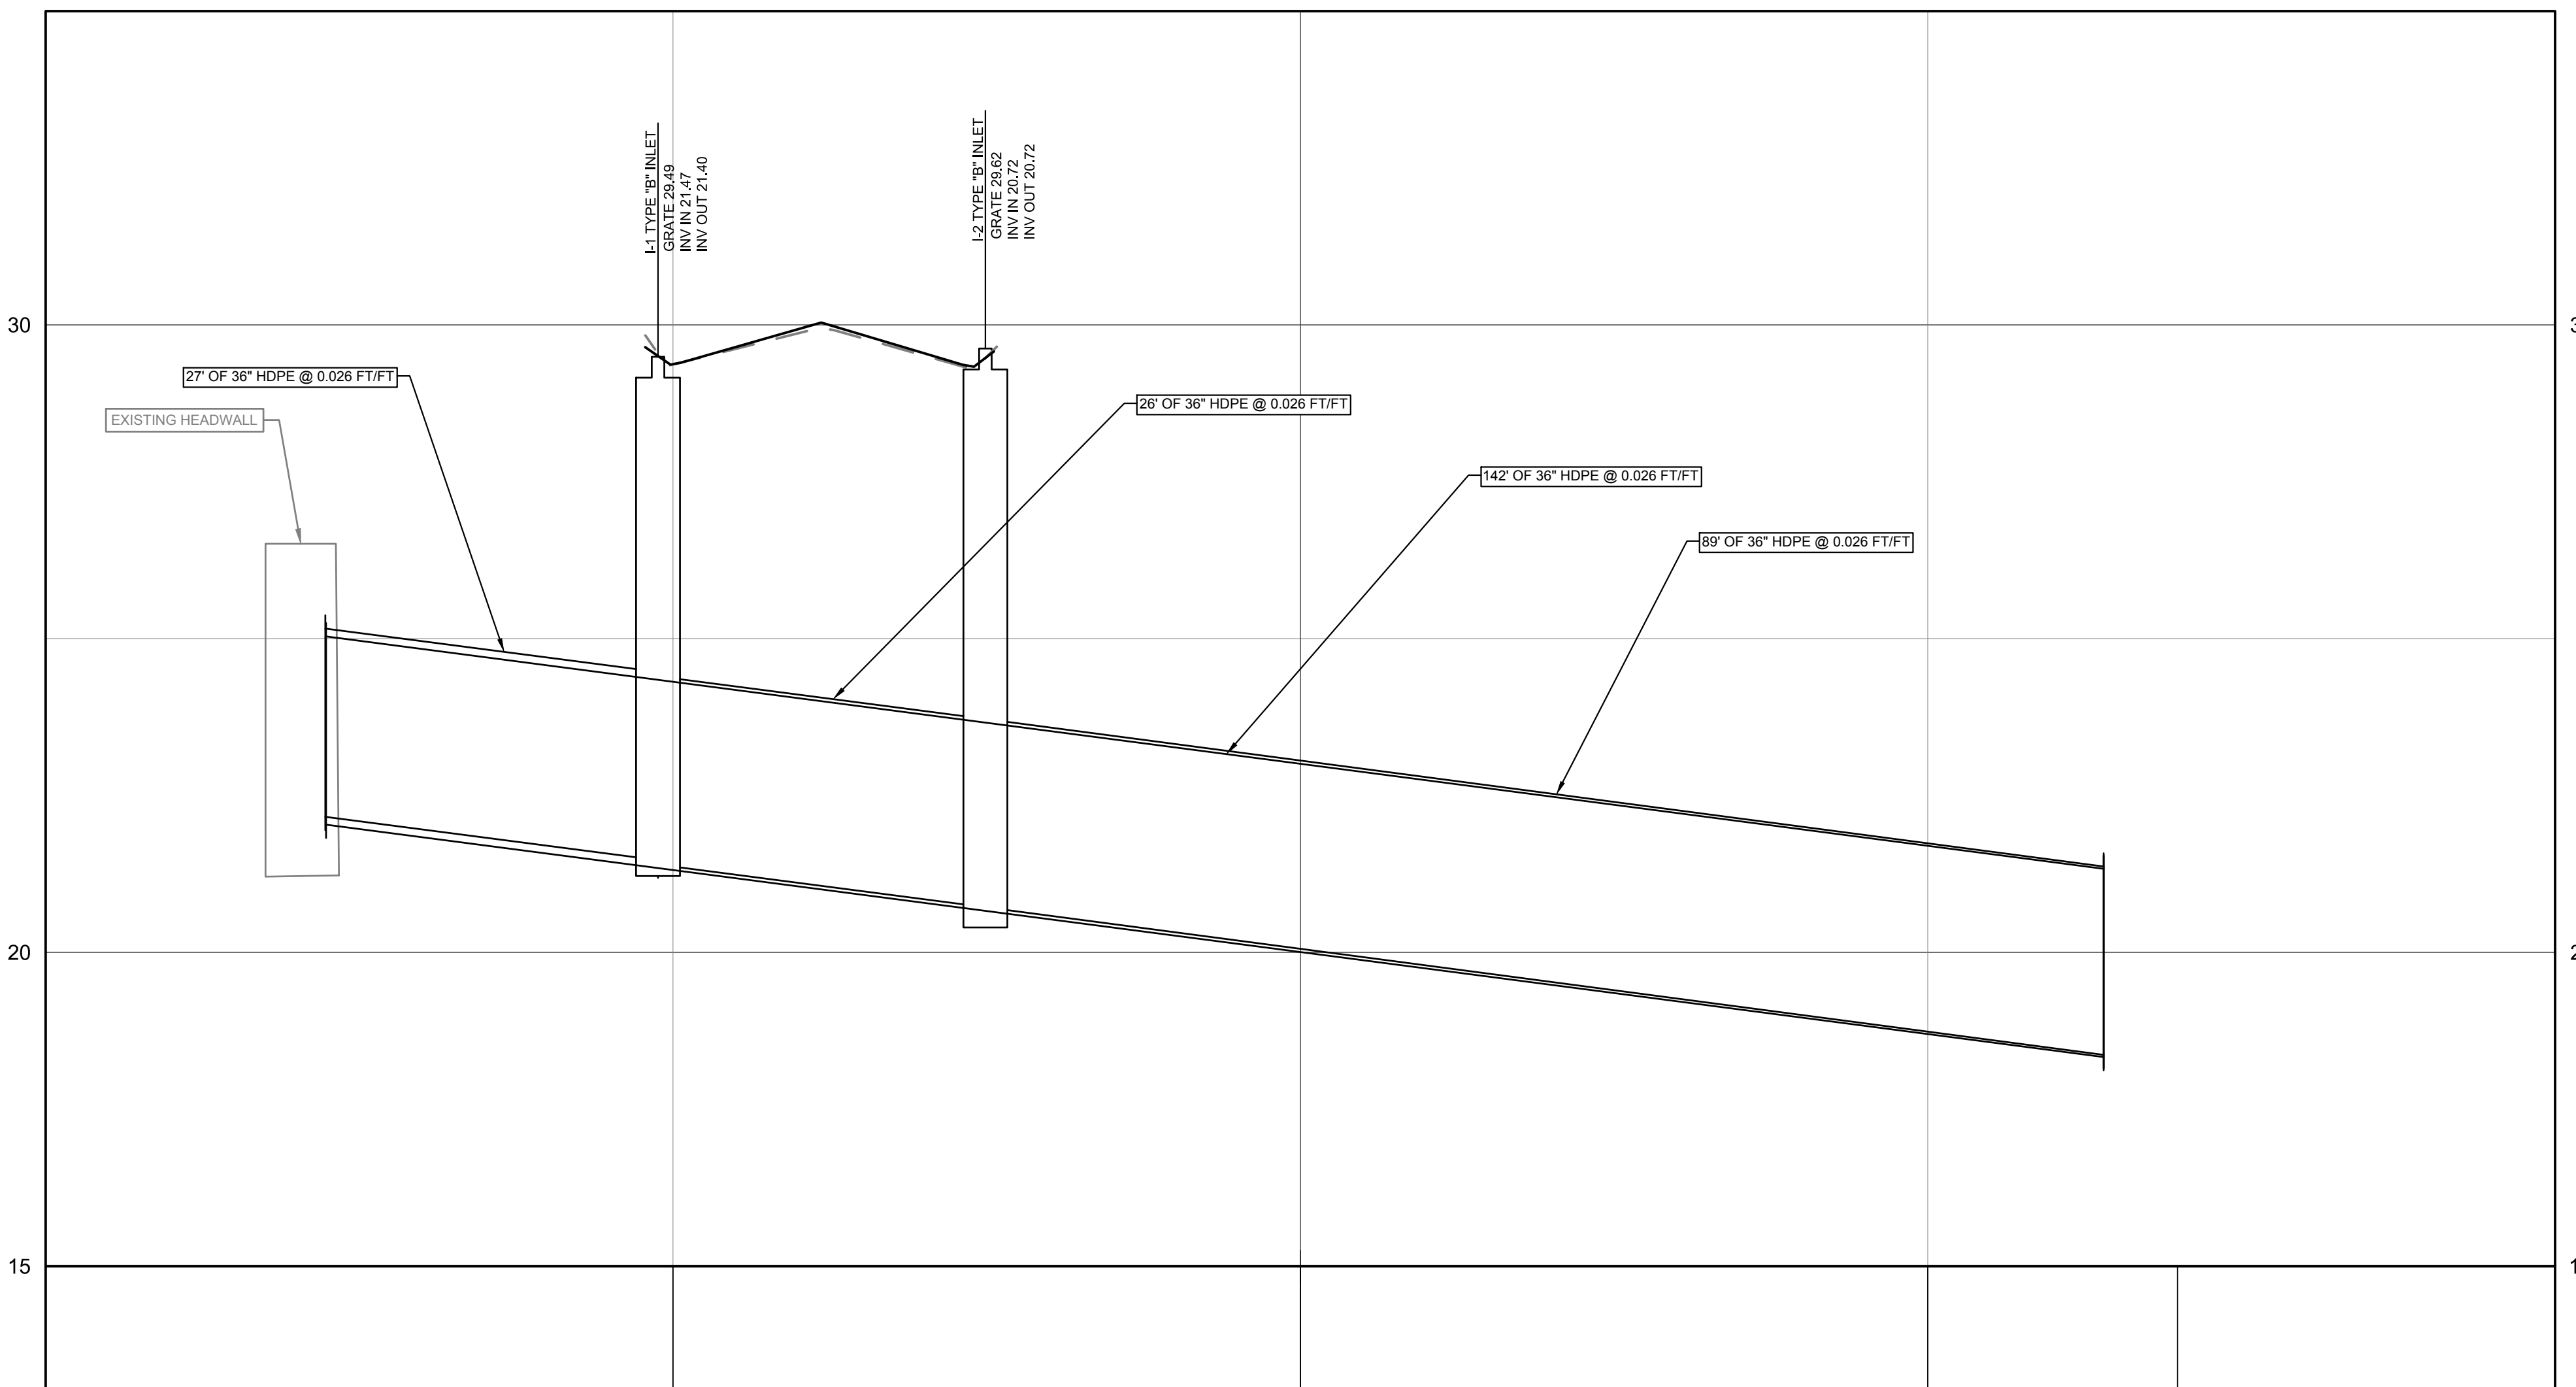 I-1 TYPE "B" INLET
GRATE 29.49
INV IN 21.47
INV OUT 21.40
I-2 TYPE "B" INLET
GRATE 29.62
INV IN 20.72
INV OUT 20.72
30
27' OF 36" HDPE @ 0.026 FT/FT
26' OF 36" HDPE @ 0.026 FT/FT
EXISTING HEADWALL
142' OF 36" HDPE @ 0.026 FT/FT
89' OF 36" HDPE @ 0.026 FT/FT
20
15